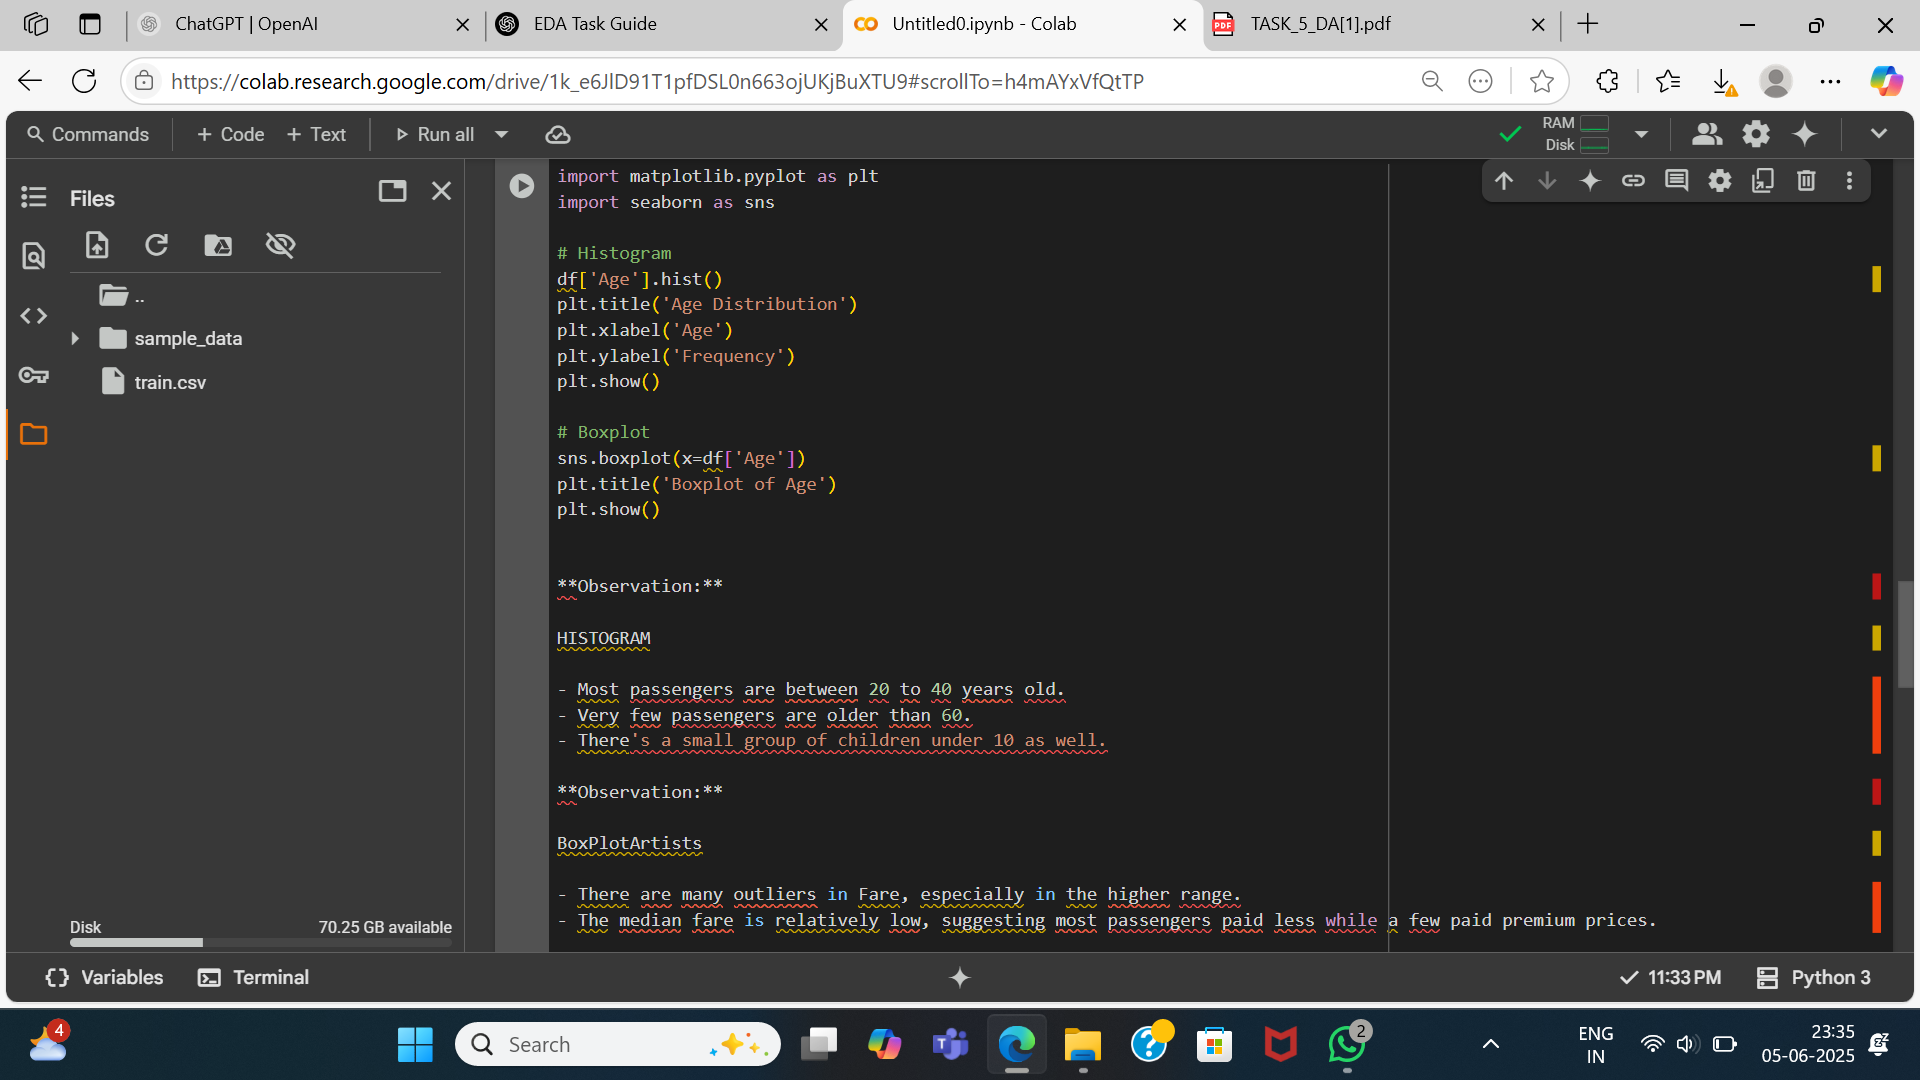 ChatGPT | OpenAI
EDA Task Guide
Untitled0.ipynb - Colab
PDF
TASK_5_DA[1].pdf
https://colab.research.google.com/drive/1k_e6JlD91T1pfDSL0n663ojUKjBuXTU9#scrollTo=h4mAYxVfQtTP
Commands
+ Code
+ Text
Run all
RAM
Disk
Files
..
sample_data
train.csv
Disk
70.25 GB available
import matplotlib.pyplot as plt
import seaborn as sns
# Histogram
df['Age'].hist()
plt.title('Age Distribution')
plt.xlabel('Age')
plt.ylabel('Frequency')
plt.show()
# Boxplot
sns.boxplot(x=df['Age'])
plt.title('Boxplot of Age')
plt.show()
**Observation:**
HISTOGRAM
- Most passengers are between 20 to 40 years old.
- Very few passengers are older than 60.
- There's a small group of children under 10 as well.
**Observation:**
BoxPlotArtists
- There are many outliers in Fare, especially in the higher range.
- The median fare is relatively low, suggesting most passengers paid less while a few paid premium prices.
{} Variables
Terminal
11:33 PM
Python 3
4
Search
T
2
ENG
IN
23:35
05-06-2025